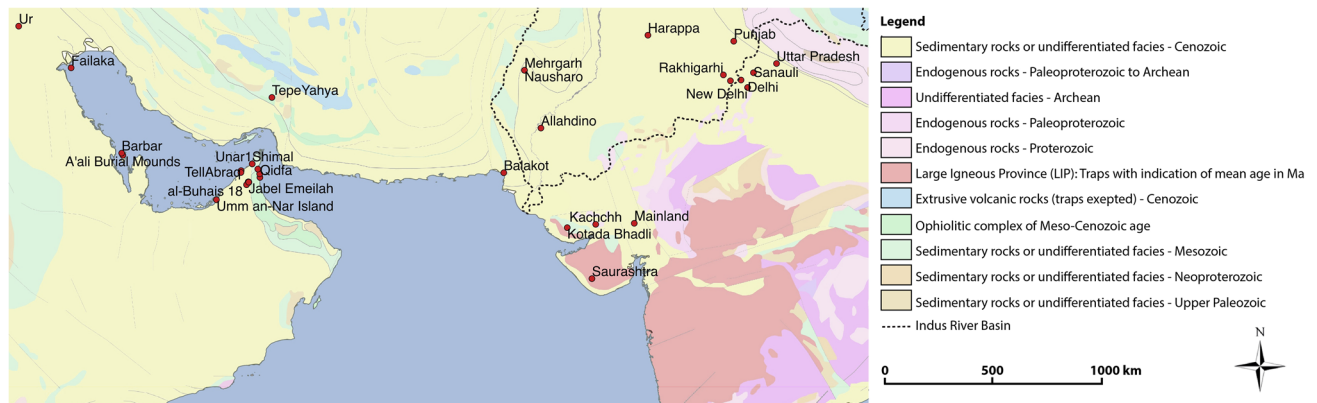 Ur
Failaka
TepeYahya
Barbar
A'ali Burial Mounds
Unar1
Shimal
TellAbraq
Qidfa
al-Buhais 18
Jabel Emeilah
Umm an-Nar Island
Mehrgarh
Nausharo
Allahdino
Balakot
Harappa
Punjab
Uttar Pradesh
Rakhigarhi
Sanauli
New Delhi
Delhi
Kachchh
Mainland
Kotada Bhadli
Saurashtra
Legend
Sedimentary rocks or undifferentiated facies - Cenozoic
Endogenous rocks - Paleoproterozoic to Archean
Undifferentiated facies - Archean
Endogenous rocks - Paleoproterozoic
Endogenous rocks - Proterozoic
Large Igneous Province (LIP): Traps with indication of mean age in Ma
Extrusive volcanic rocks (traps exepted) - Cenozoic
Ophiolitic complex of Meso-Cenozoic age
Sedimentary rocks or undifferentiated facies - Mesozoic
Sedimentary rocks or undifferentiated facies - Neoproterozoic
Sedimentary rocks or undifferentiated facies - Upper Paleozoic
Indus River Basin
N
0 500 1000 km